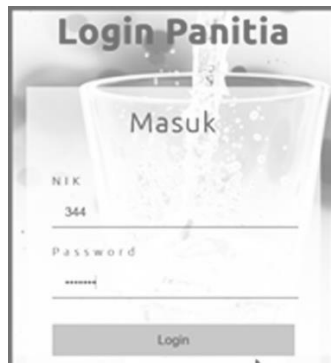 Login Panitia
Masuk
NIK
344
Password
•••••••
Login